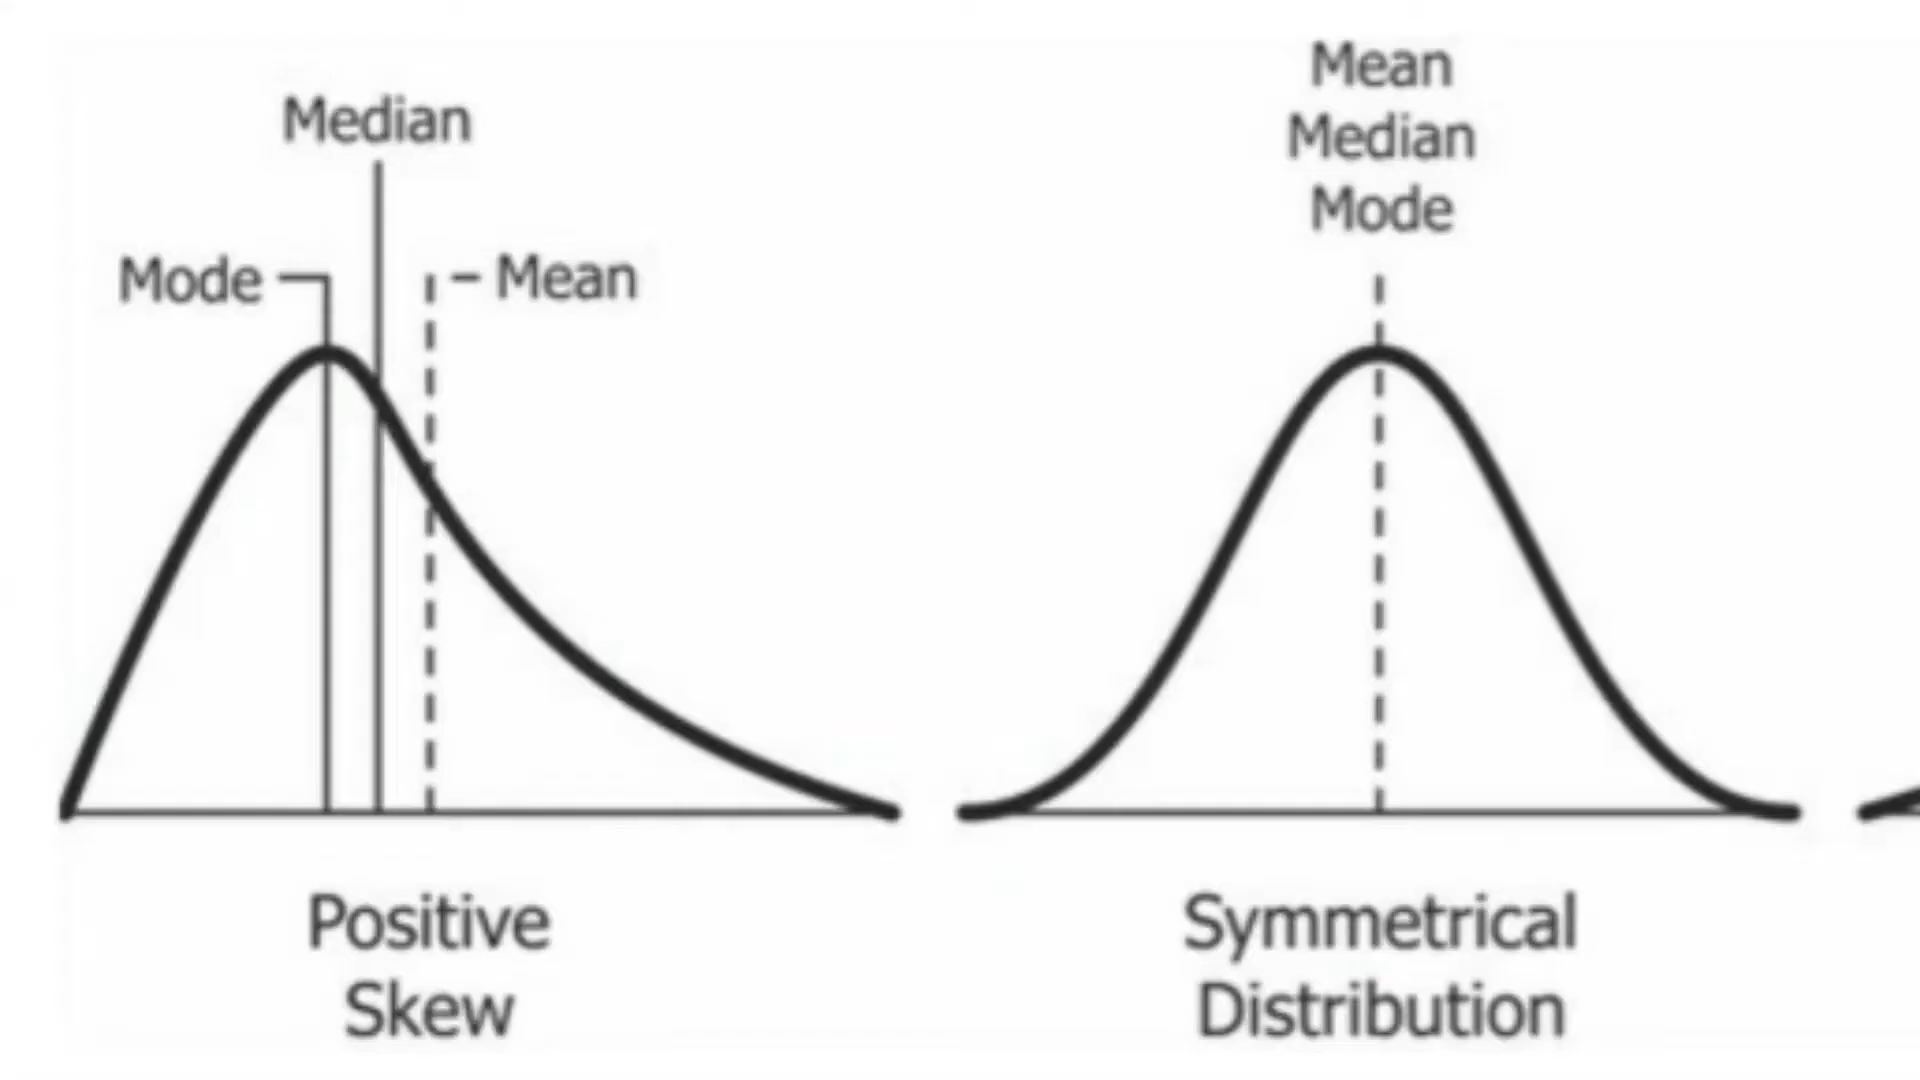 Median
Mode
Mean
Positive
Skew
Mean
Median
Mode
Symmetrical
Distribution